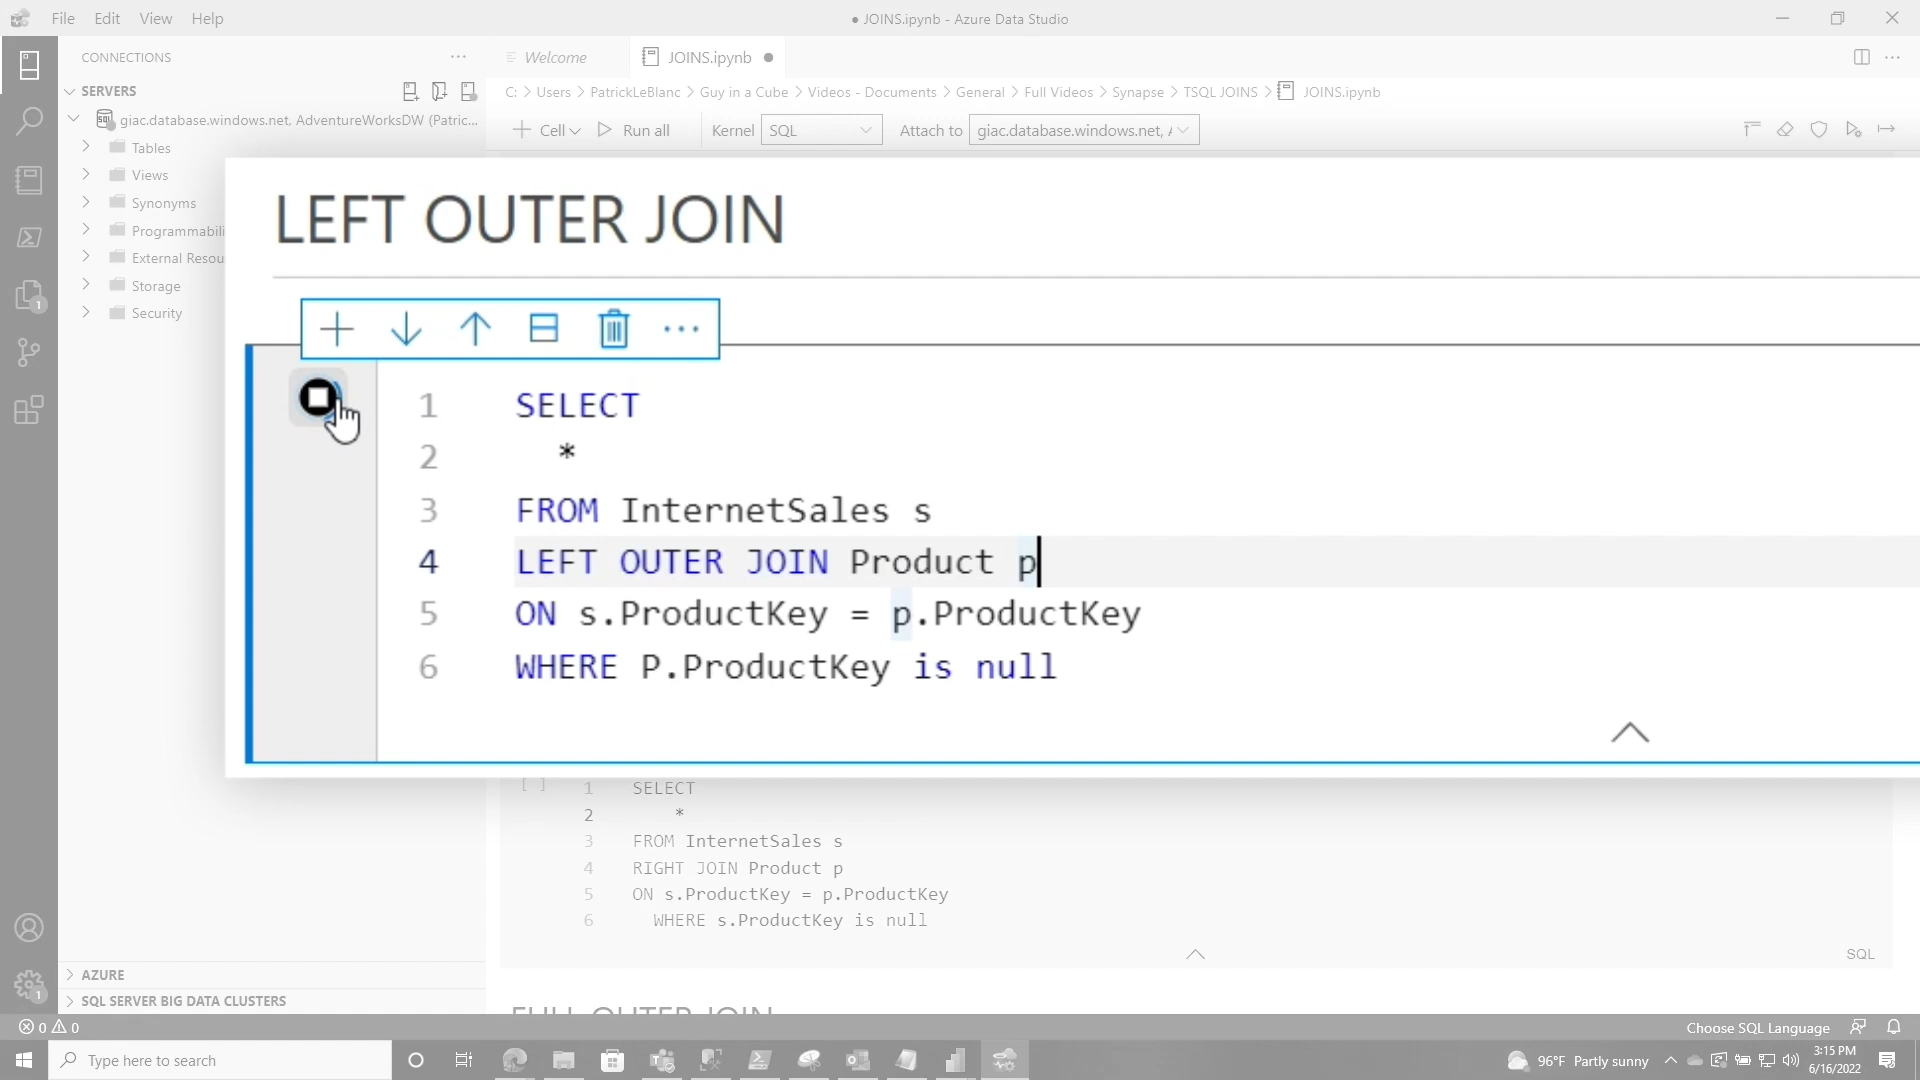 File Edit View Help
● JOINS.ipynb - Azure Data Studio
CONNECTIONS
Welcome
JOINS.ipynb ●
SERVERS
C: > Users > PatrickLeBlanc > Guy in a Cube > Videos - Documents > General > Full Videos > Synapse > TSQL JOINS > JOINS.ipynb
giac.database.windows.net, AdventureWorksDW (Patric...
Cell Run all Kernel SQL Attach to giac.database.windows.net, A
Tables
Views
Synonyms
Programmabili
External Resou
Storage
Security
LEFT OUTER JOIN
1 SELECT
2 *
3 FROM InternetSales s
4 LEFT OUTER JOIN Product p
5 ON s.ProductKey = p.ProductKey
6 WHERE P.ProductKey is null
[ ] 1 SELECT
2 *
3 FROM InternetSales s
4 RIGHT JOIN Product p
5 ON s.ProductKey = p.ProductKey
6 WHERE s.ProductKey is null
SQL
AZURE
SQL SERVER BIG DATA CLUSTERS
FULL OUTER JOIN
0 0
Choose SQL Language
Type here to search
96°F Partly sunny
3:15 PM
6/16/2022